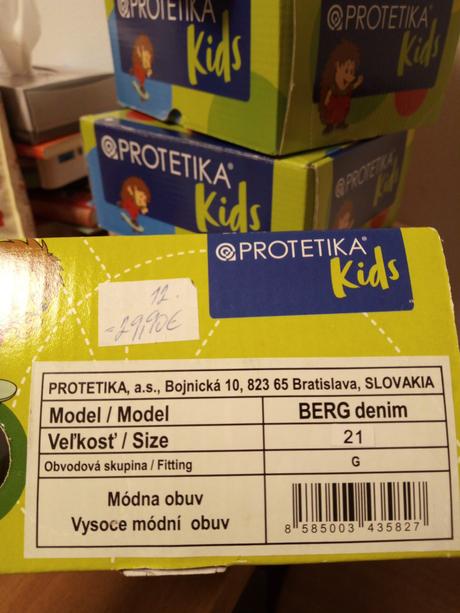 PROTETIKA®
Kids
PROTETIKA
Kids
PROTETIKA®
Kids
PROTETIKA
PROTETIKA®
Kids
12.
29,90€
PROTETIKA, a.s., Bojnická 10, 823 65 Bratislava, SLOVAKIA
Model / Model BERG denim
Veľkosť / Size 21
Obvodová skupina / Fitting G
Módna obuv
Vysoce módní obuv
8 585003 435827